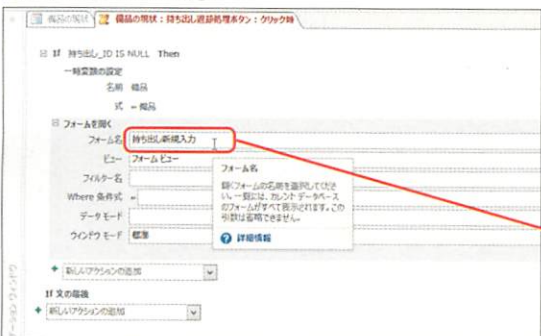 備品の現状
備品の現状：持ち出し返却処理ボタン：クリック時
If 持ち出し_ID IS NULL Then
一時変数の設定
名前 備品
式 = 備品
フォームを開く
フォーム名 持ち出し新規入力
ビュー フォーム ビュー
フィルター名
Where 条件式 =
データ モード
ウィンドウ モード 標準
フォーム名
開くフォームの名前を選択してください。一覧には、カレント データベース
のフォームがすべて表示されます。この
引数は省略できません。
詳細情報
新しいアクションの追加
If 文の最後
新しいアクションの追加